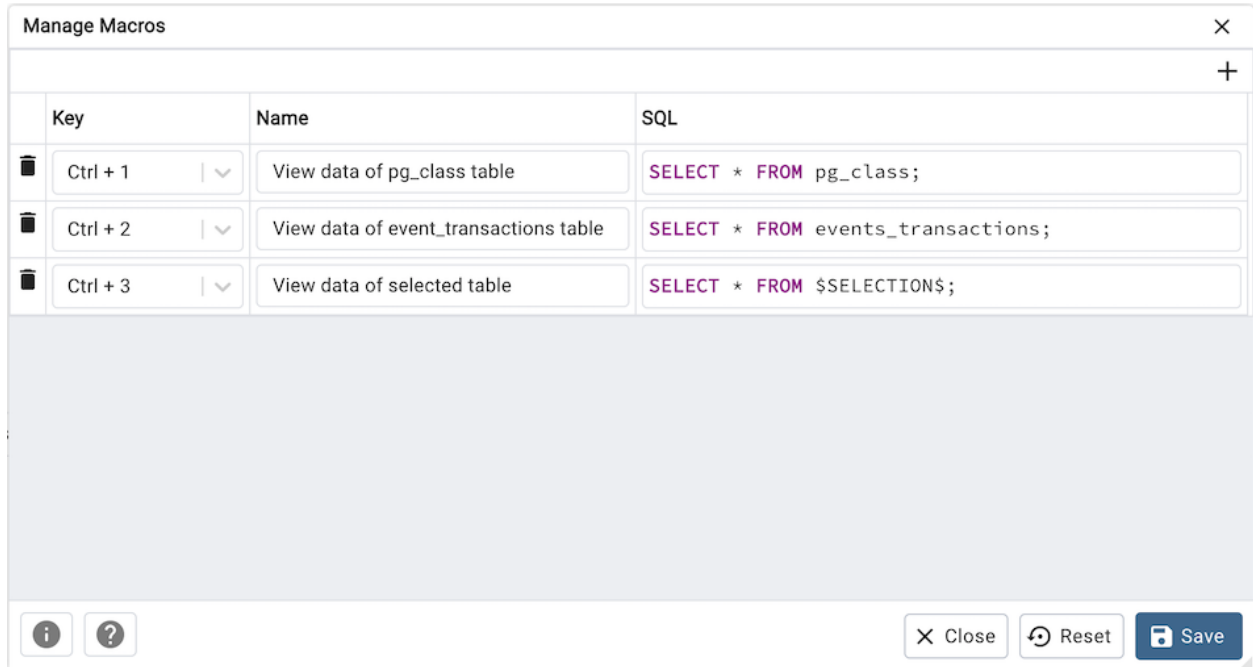 Manage Macros
Key Name SQL
Ctrl + 1 View data of pg_class table SELECT * FROM pg_class;
Ctrl + 2 View data of event_transactions table SELECT * FROM events_transactions;
Ctrl + 3 View data of selected table SELECT * FROM $SELECTION$;
Close Reset Save